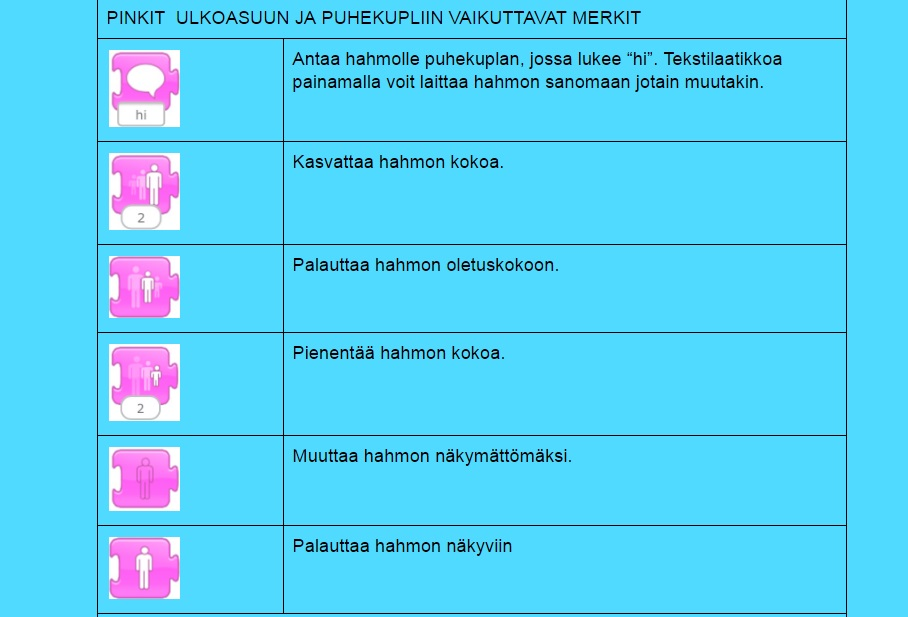 PINKIT ULKOASUUN JA PUHEKUPLIIN VAIKUTTAVAT MERKIT
hi
Antaa hahmolle puhekuplan, jossa lukee “hi”. Tekstilaatikkoa
painamalla voit laittaa hahmon sanomaan jotain muutakin.
2
Kasvattaa hahmon kokoa.
Palauttaa hahmon oletuskokoon.
2
Pienentää hahmon kokoa.
Muuttaa hahmon näkymättömäksi.
Palauttaa hahmon näkyviin